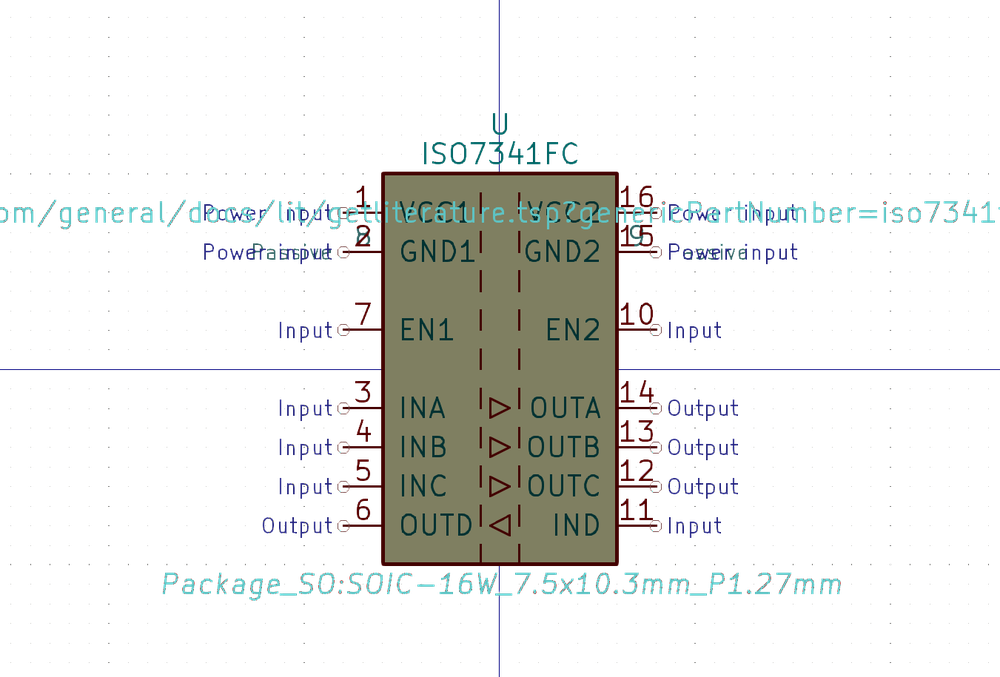 U
ISO7341FC
1 16
om/general/docs/lib/getliterature.tsp?genericPartNumber=iso7341
Power input VCC1 VCC2 Power input
2 8 15 9
Power input Passive GND1 GND2 Power input Passive
7 10
Input EN1 EN2 Input
3 14
Input INA OUTA Output
4 13
Input INB OUTB Output
5 12
Input INC OUTC Output
6 11
Output OUTD IND Input
Package_SO:SOIC-16W_7.5x10.3mm_P1.27mm